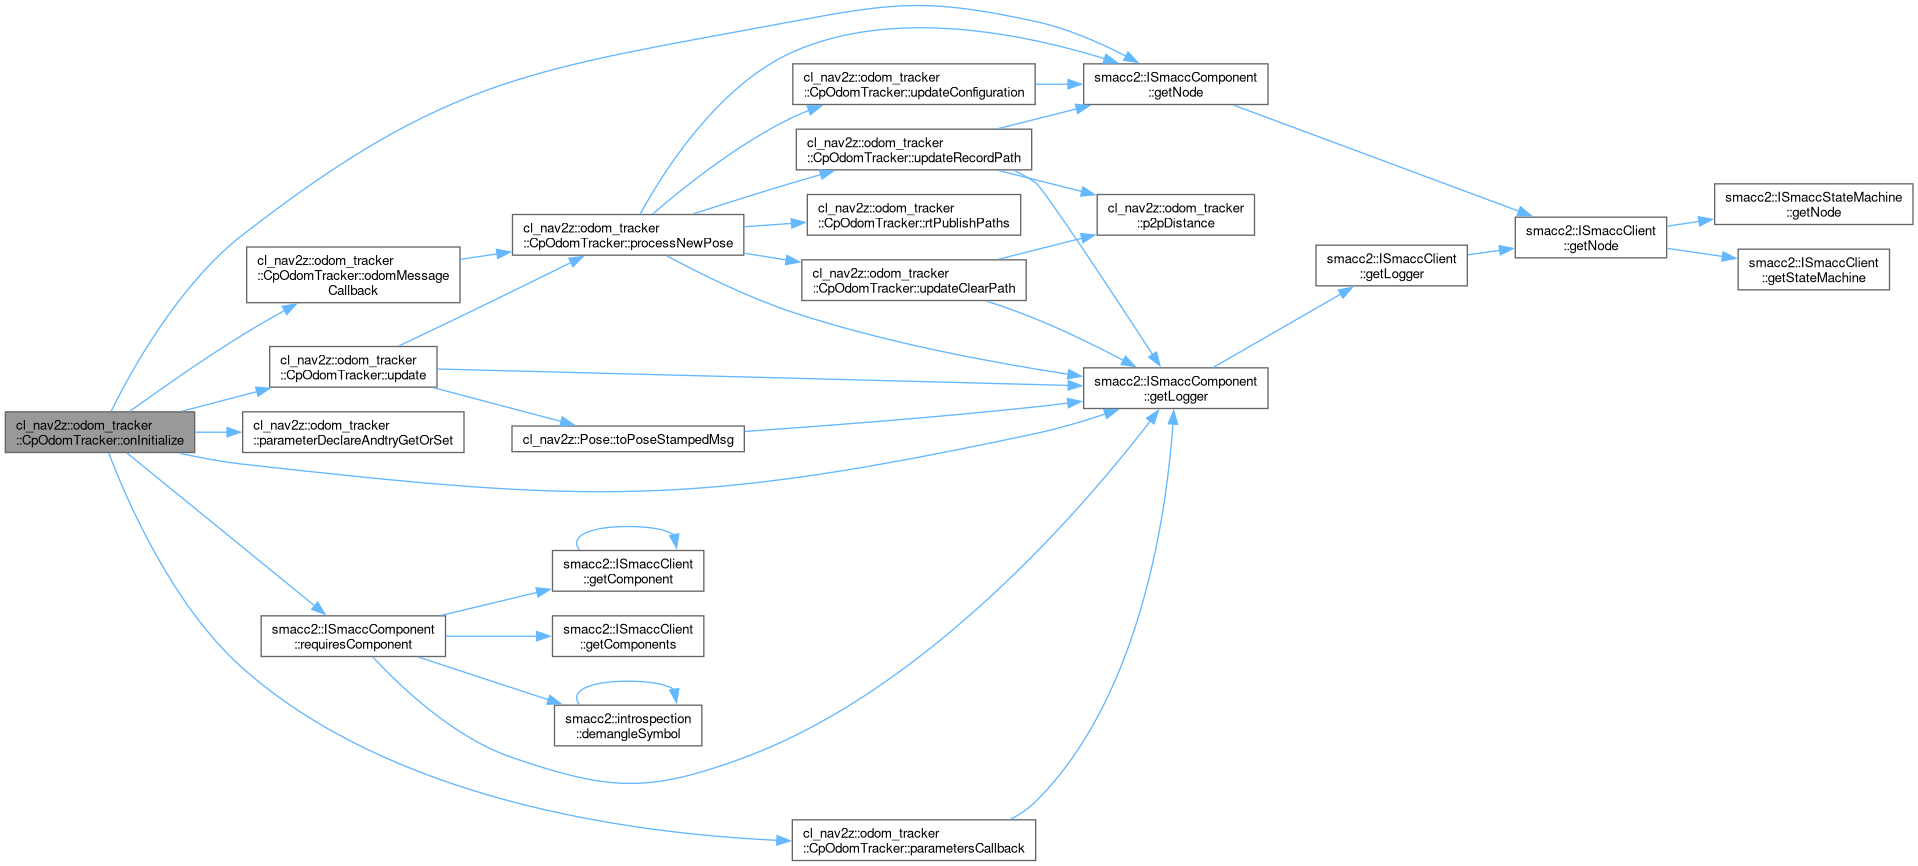 cl_nav2z::odom_tracker
::CpOdomTracker::onInitialize
cl_nav2z::odom_tracker
::CpOdomTracker::odomMessage
Callback
cl_nav2z::odom_tracker
::CpOdomTracker::update
cl_nav2z::odom_tracker
::parameterDeclareAndtryGetOrSet
smacc2::ISmaccComponent
::requiresComponent
cl_nav2z::odom_tracker
::CpOdomTracker::processNewPose
cl_nav2z::Pose::toPoseStampedMsg
smacc2::ISmaccClient
::getComponent
smacc2::ISmaccClient
::getComponents
smacc2::introspection
::demangleSymbol
cl_nav2z::odom_tracker
::CpOdomTracker::updateConfiguration
cl_nav2z::odom_tracker
::CpOdomTracker::updateRecordPath
cl_nav2z::odom_tracker
::CpOdomTracker::rtPublishPaths
cl_nav2z::odom_tracker
::CpOdomTracker::updateClearPath
cl_nav2z::odom_tracker
::CpOdomTracker::parametersCallback
smacc2::ISmaccComponent
::getNode
cl_nav2z::odom_tracker
::p2pDistance
smacc2::ISmaccComponent
::getLogger
smacc2::ISmaccClient
::getLogger
smacc2::ISmaccClient
::getNode
smacc2::ISmaccStateMachine
::getNode
smacc2::ISmaccClient
::getStateMachine